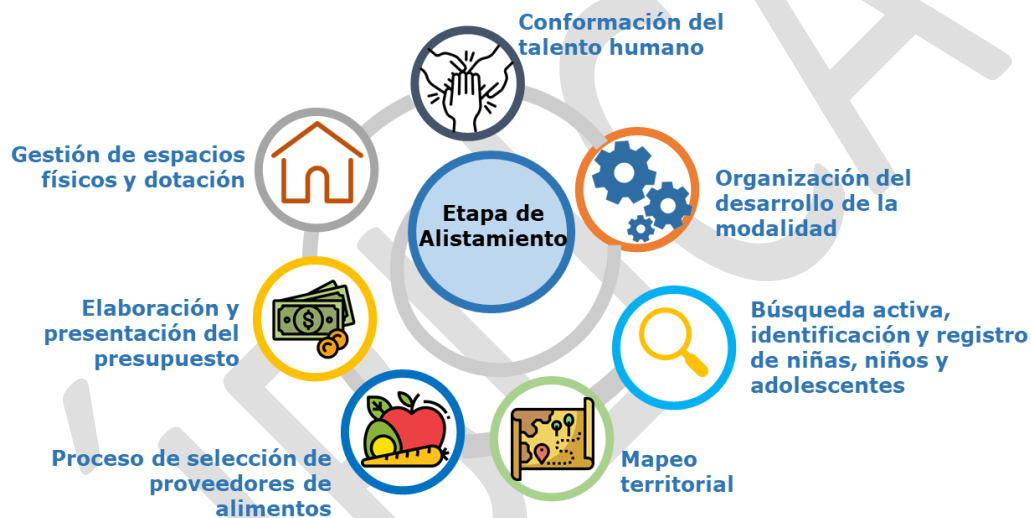 Conformación del
talento humano
Organización del
desarrollo de la
modalidad
Búsqueda activa,
identificación y registro
de niñas, niños y
adolescentes
Mapeo
territorial
Proceso de selección de
proveedores de
alimentos
Elaboración y
presentación del
presupuesto
Gestión de espacios
físicos y dotación
Etapa de
Alistamiento